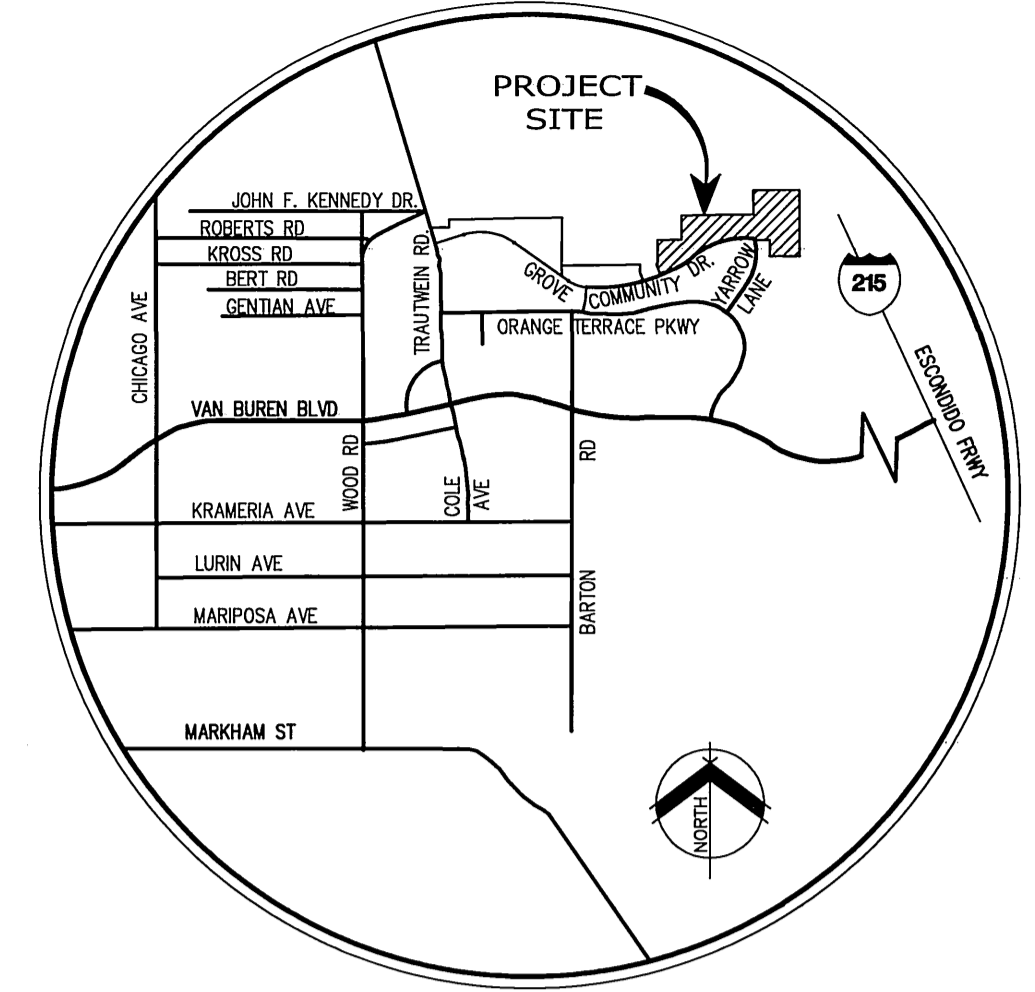 PROJECT
SITE
JOHN F. KENNEDY DR.
ROBERTS RD
KROSS RD
BERT RD
GENTIAN AVE
CHICAGO AVE
TRAUTWEIN RD.
GROVE
COMMUNITY DR.
YARROW
LANE
215
ORANGE TERRACE PKWY
ESCONDIDO FRWY
VAN BUREN BLVD
WOOD RD
COLE
AVE
RD
KRAMERIA AVE
LURIN AVE
MARIPOSA AVE
BARTON
MARKHAM ST
NORTH